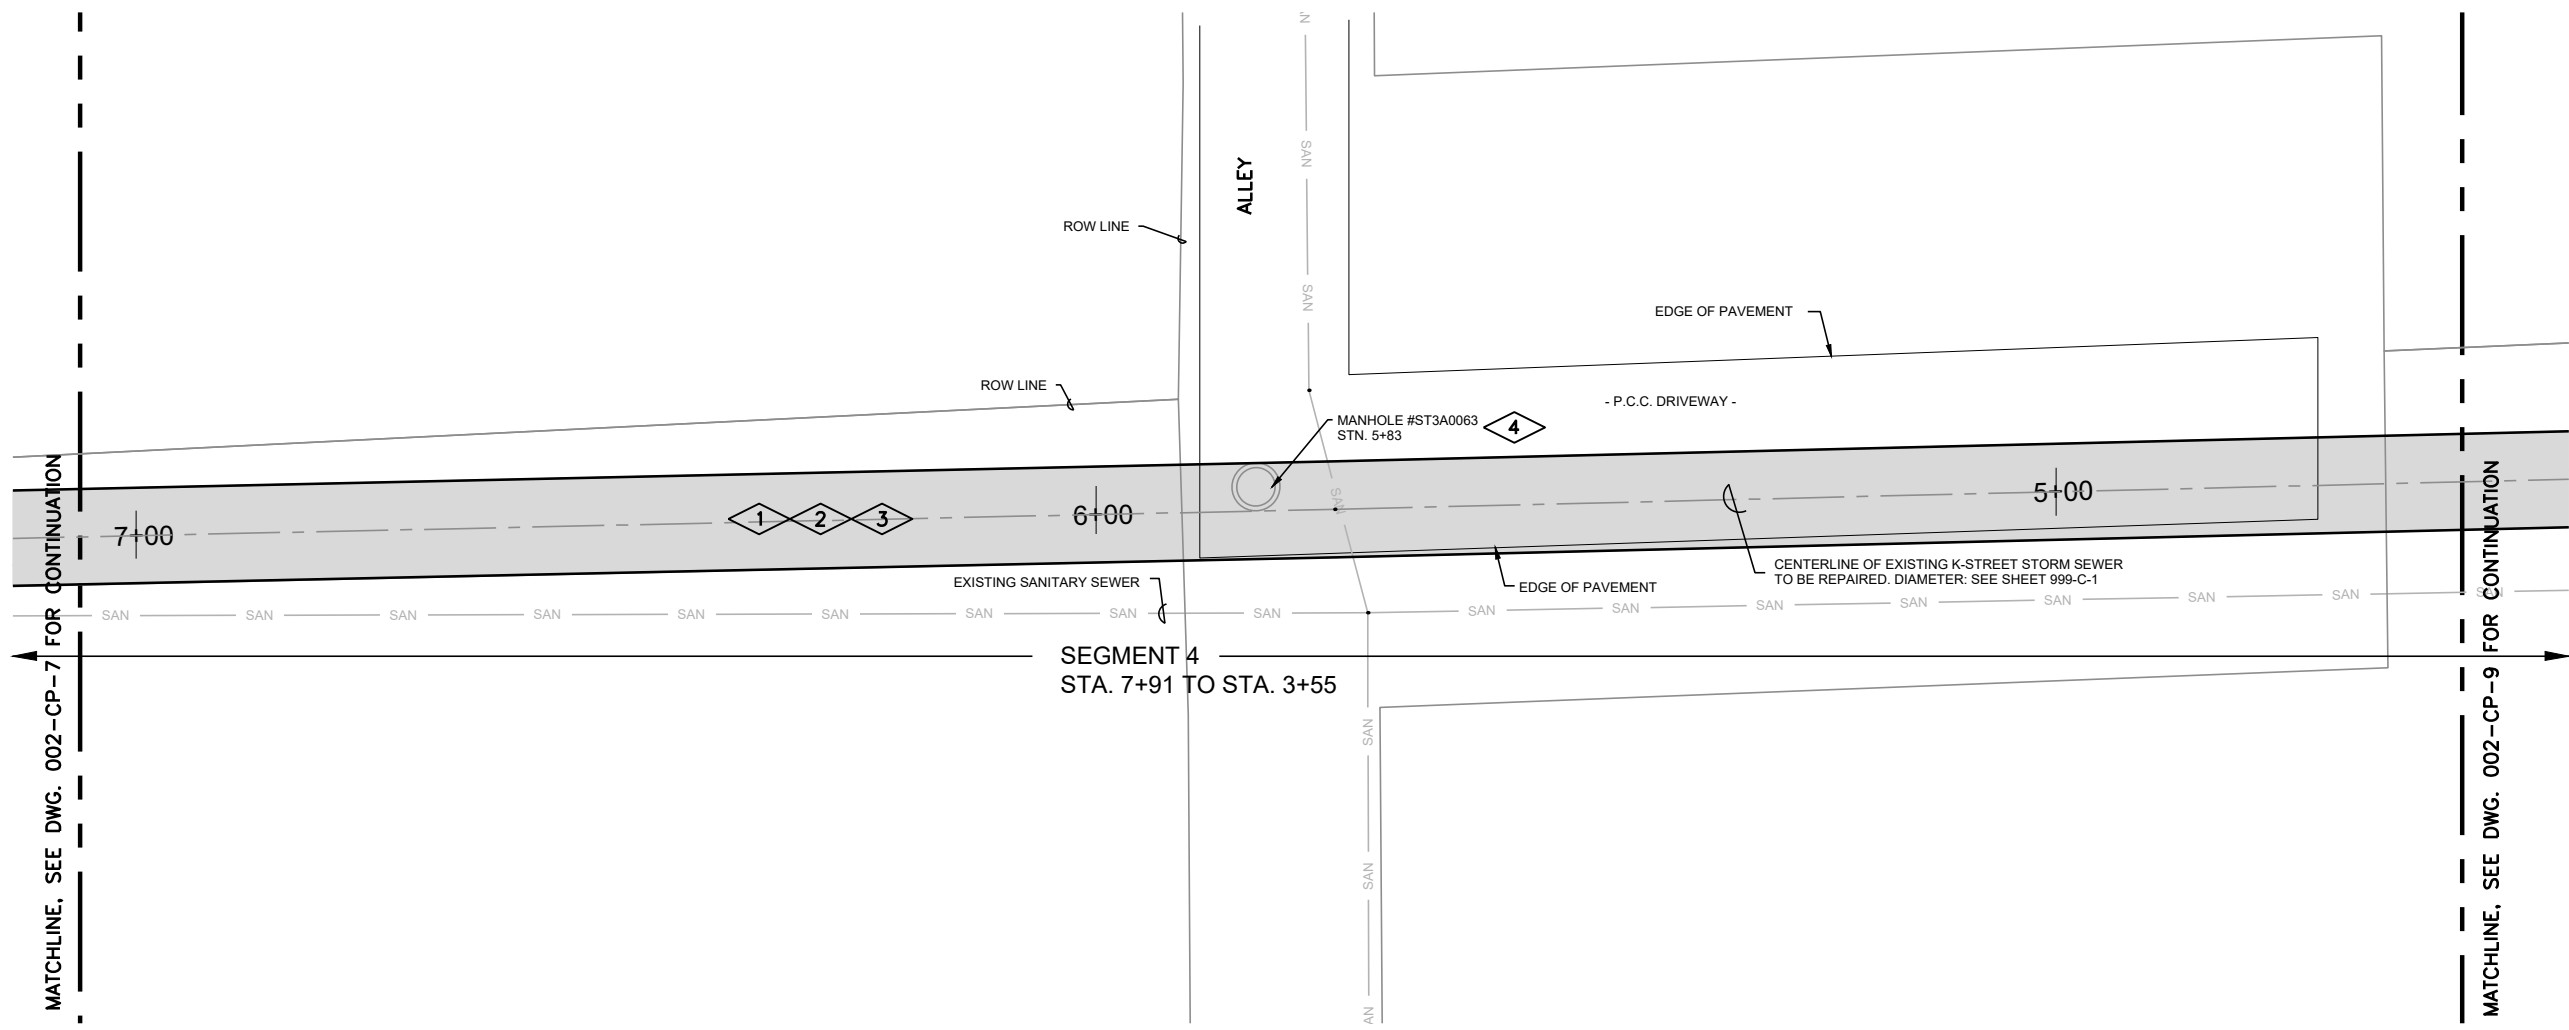 SAN
SAN
SAN
ALLEY
ROW LINE
EDGE OF PAVEMENT
ROW LINE
- P.C.C. DRIVEWAY -
MANHOLE #ST3A0063
STN. 5+83
4
7+00
1 2 3
6+00
5+00
SAN
CENTERLINE OF EXISTING K-STREET STORM SEWER
TO BE REPAIRED. DIAMETER: SEE SHEET 999-C-1
EXISTING SANITARY SEWER
EDGE OF PAVEMENT
SAN SAN SAN SAN SAN SAN SAN SAN SAN SAN SAN SAN SAN SAN SAN SAN SAN
SEGMENT 4
STA. 7+91 TO STA. 3+55
SAN
SAN
MATCHLINE, SEE DWG. 002-CP-7 FOR CONTINUATION
MATCHLINE, SEE DWG. 002-CP-9 FOR CONTINUATION